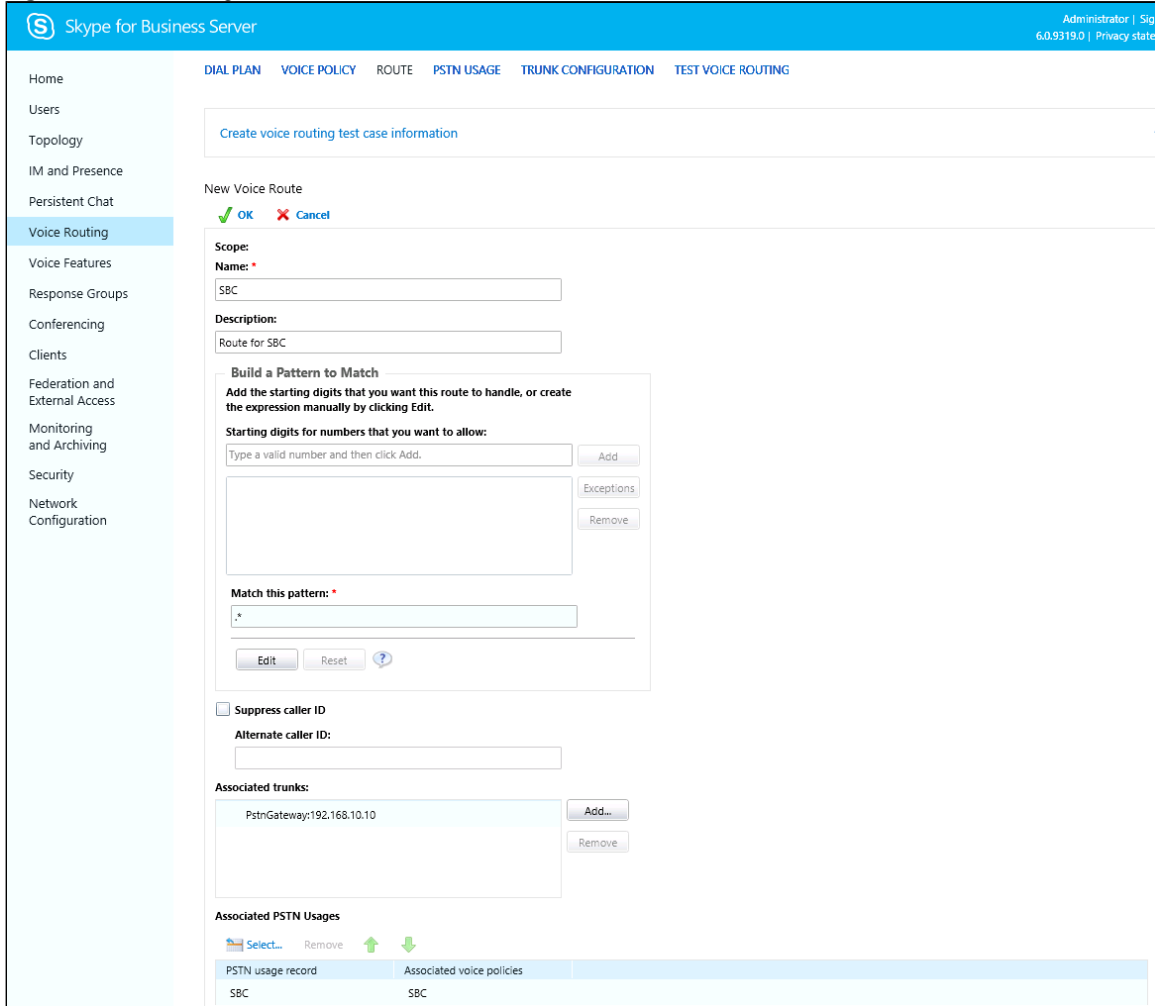 Skype for Business Server
Administrator | Sig
6.0.9319.0 | Privacy state
Home
Users
Topology
IM and Presence
Persistent Chat
Voice Routing
Voice Features
Response Groups
Conferencing
Clients
Federation and
External Access
Monitoring
and Archiving
Security
Network
Configuration
DIAL PLAN VOICE POLICY ROUTE PSTN USAGE TRUNK CONFIGURATION TEST VOICE ROUTING
Create voice routing test case information
New Voice Route
OK Cancel
Scope:
Name: *
SBC
Description:
Route for SBC
Build a Pattern to Match
Add the starting digits that you want this route to handle, or create
the expression manually by clicking Edit.
Starting digits for numbers that you want to allow:
Type a valid number and then click Add.
Add
Exceptions
Remove
Match this pattern: *
.*
Edit Reset ?
Suppress caller ID
Alternate caller ID:
Associated trunks:
PstnGateway:192.168.10.10
Add...
Remove
Associated PSTN Usages
Select... Remove
PSTN usage record Associated voice policies
SBC SBC